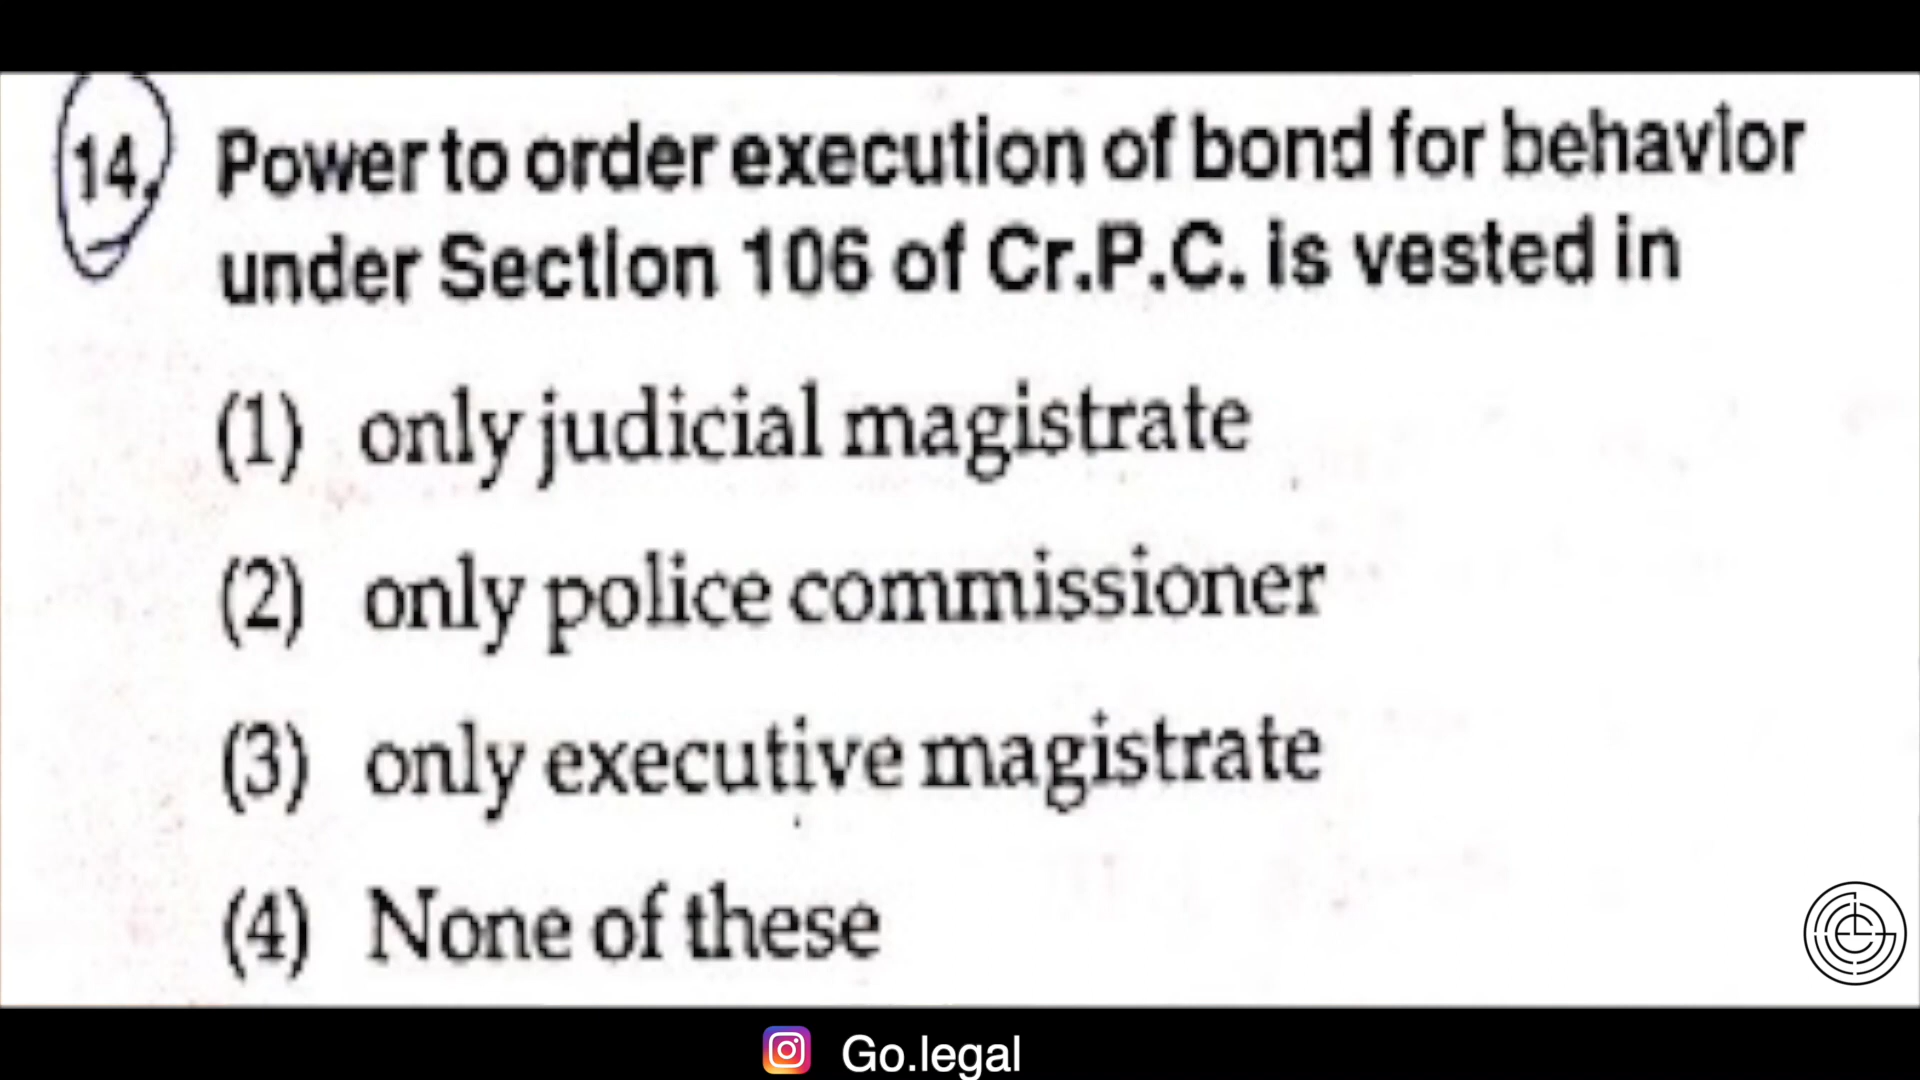 14. Power to order execution of bond for behavior
under Section 106 of Cr.P.C. is vested in
(1) only judicial magistrate
(2) only police commissioner
(3) only executive magistrate
(4) None of these
Go.legal